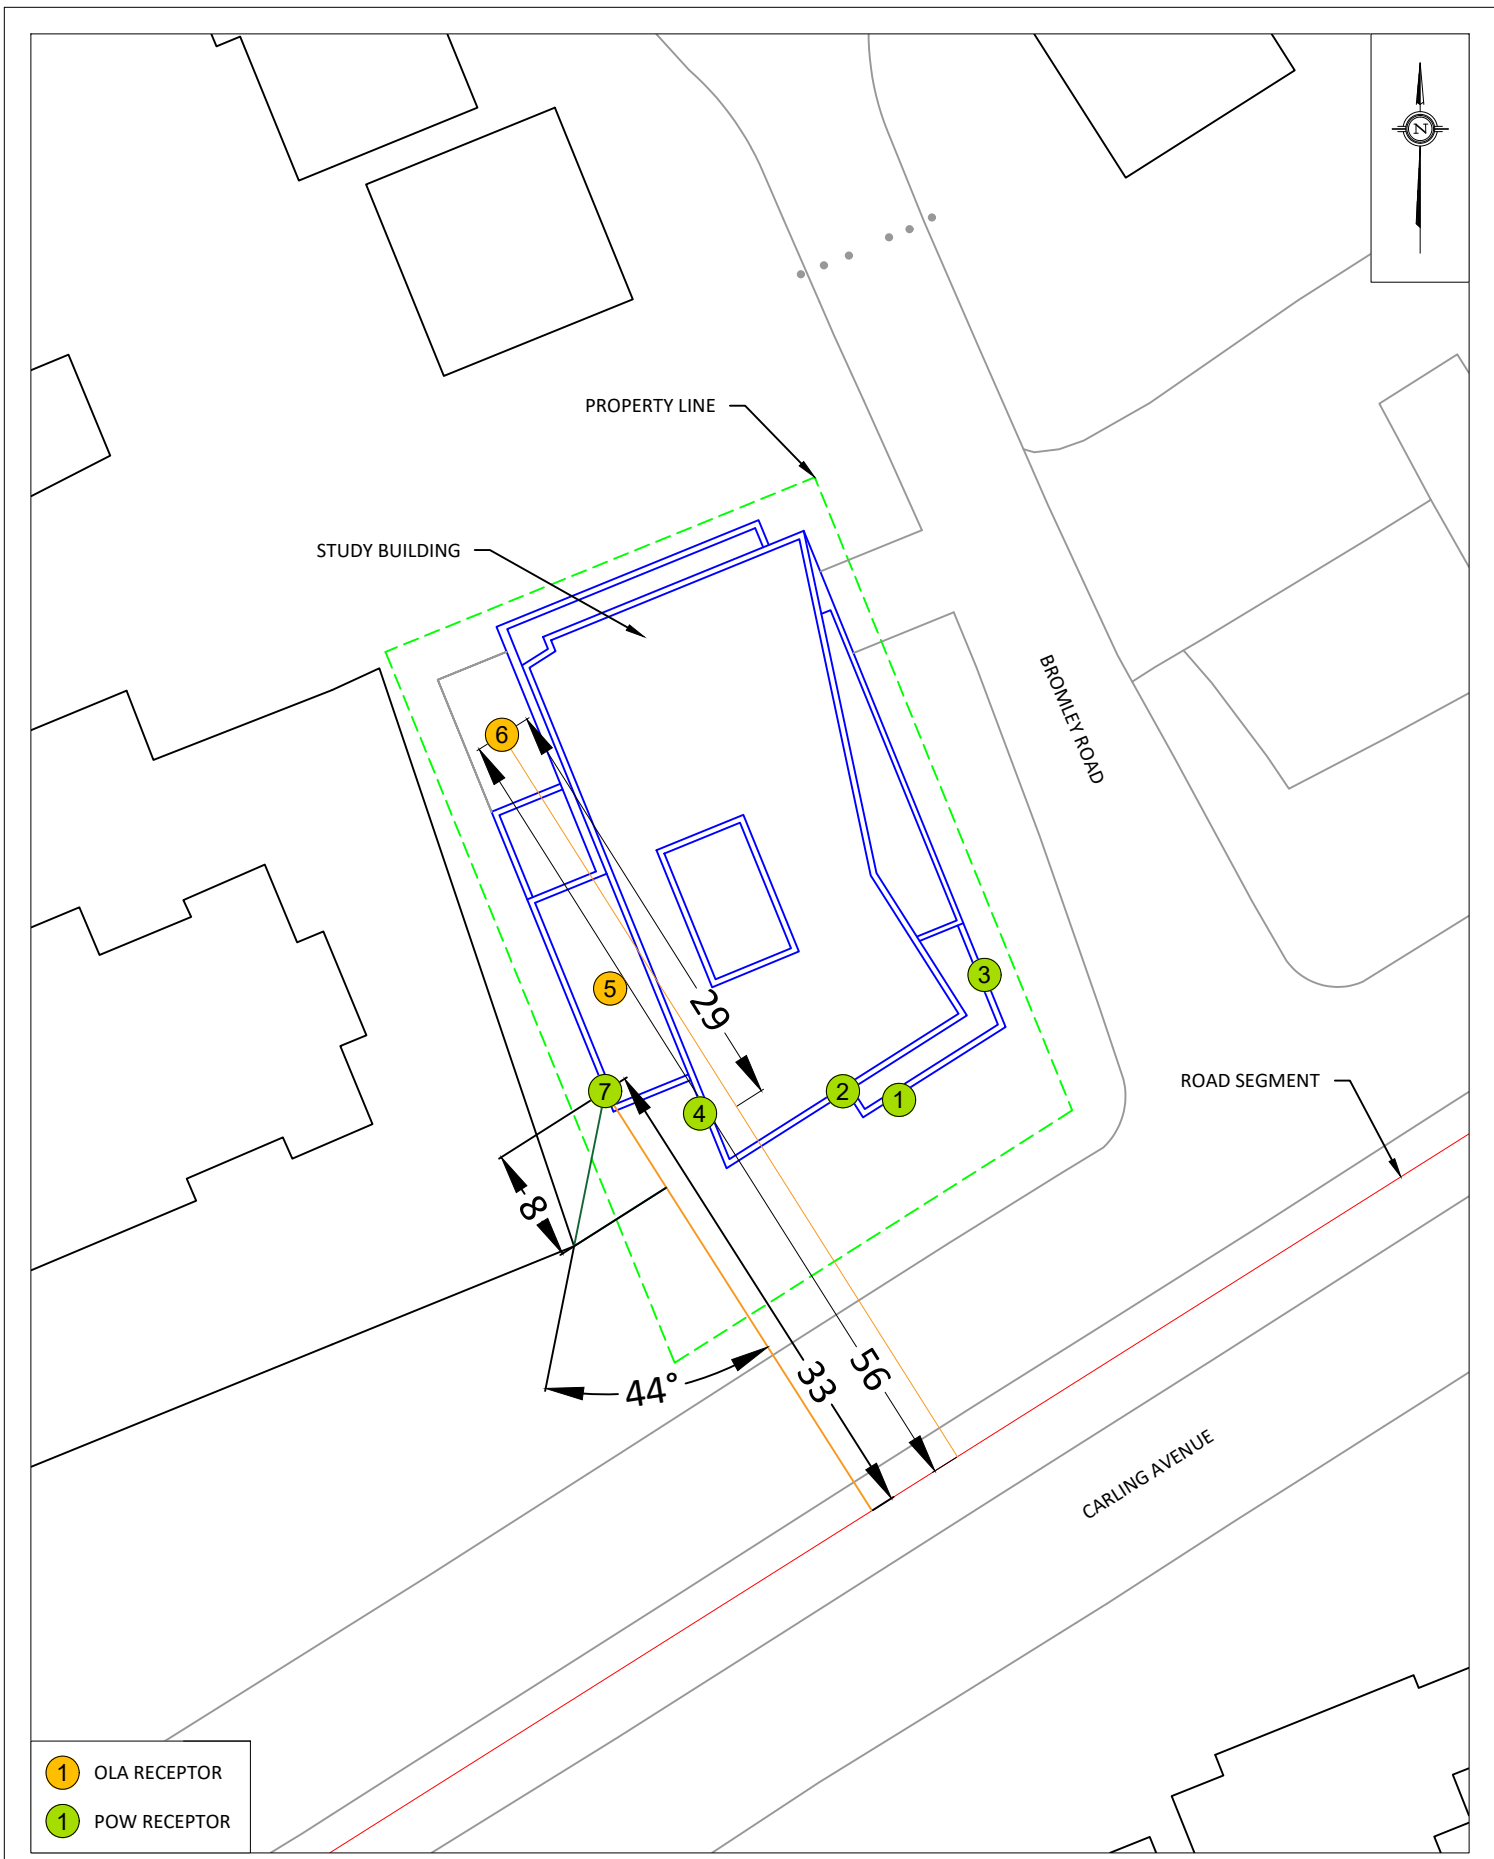 N
PROPERTY LINE
STUDY BUILDING
BROMLEY ROAD
6
5
29
3
7
4
2
1
ROAD SEGMENT
8
33
56
44°
CARLING AVENUE
1 OLA RECEPTOR
1 POW RECEPTOR